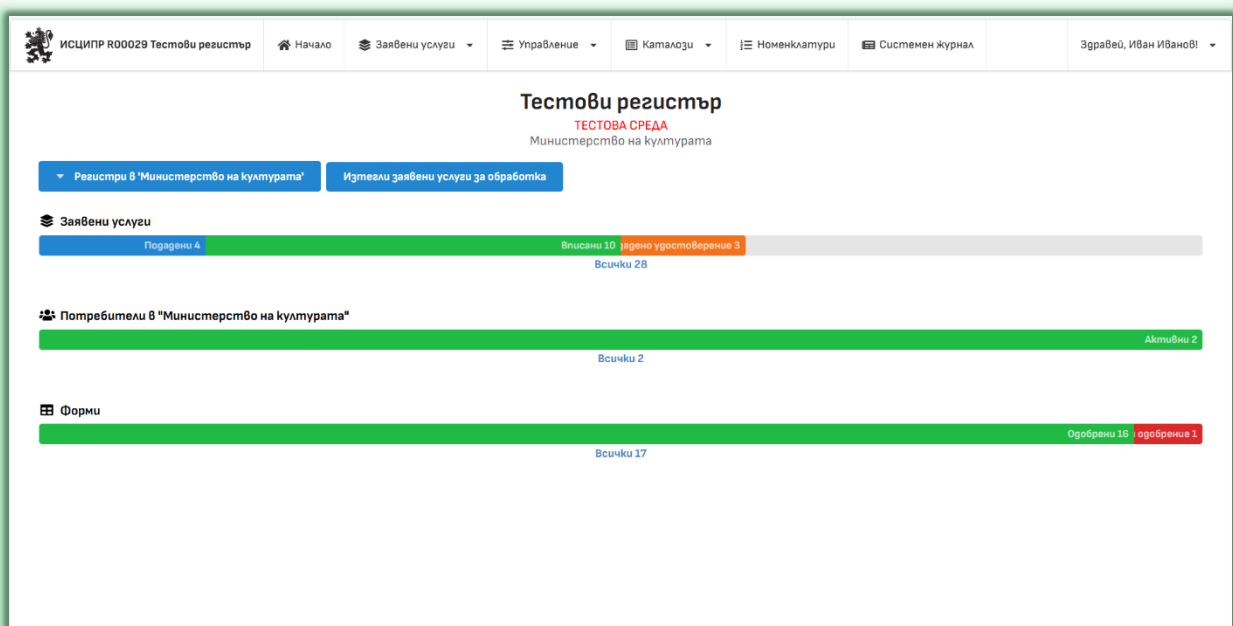 ИСЦИПР R00029 Тестови регистър Начало Заявени услуги Управление Каталози Номенклатури Системен журнал Здравей, Иван Иванов!
Тестови регистър
ТЕСТОВА СРЕДА
Министерство на културата
Регистри в 'Министерство на културата' Изтегли заявени услуги за обработка
Заявени услуги
Подадени 4 Вписани 10 удостоверение 3
Всички 28
Потребители в "Министерство на културата"
Активни 2
Всички 2
Форми
Одобрени 16 одобрение 1
Всички 17